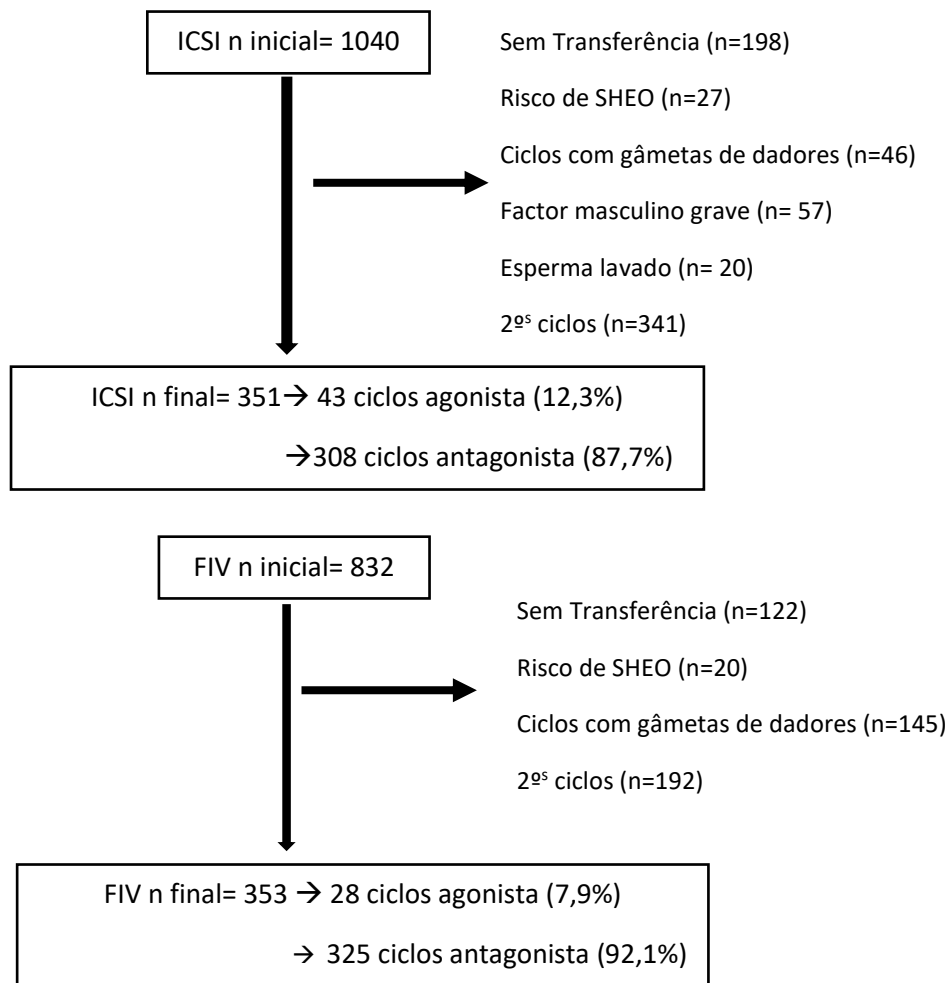 ICSI n inicial= 1040
Sem Transferência (n=198)
Risco de SHEO (n=27)
Ciclos com gâmetas de dadores (n=46)
Factor masculino grave (n= 57)
Esperma lavado (n= 20)
2ºˢ ciclos (n=341)
ICSI n final= 351→ 43 ciclos agonista (12,3%)
→308 ciclos antagonista (87,7%)
FIV n inicial= 832
Sem Transferência (n=122)
Risco de SHEO (n=20)
Ciclos com gâmetas de dadores (n=145)
2ºˢ ciclos (n=192)
FIV n final= 353 → 28 ciclos agonista (7,9%)
→ 325 ciclos antagonista (92,1%)